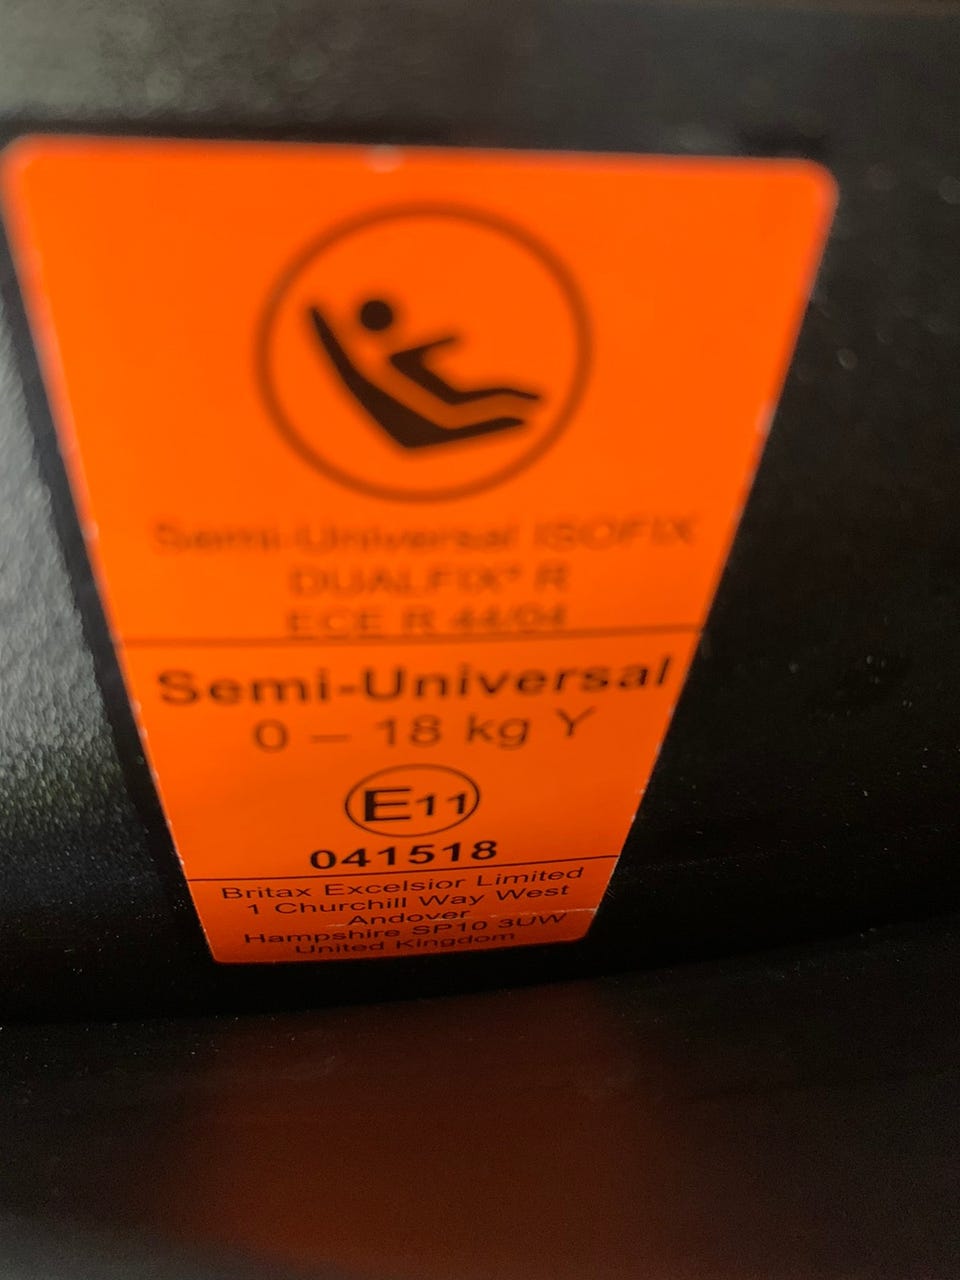 Semi-Universal ISOFIX
DUALFIX® R
ECE R 44/04
Semi-Universal
0 – 18 kg Y
E11
041518
Britax Excelsior Limited
1 Churchill Way West
Andover
Hampshire SP10 3UW
United Kingdom